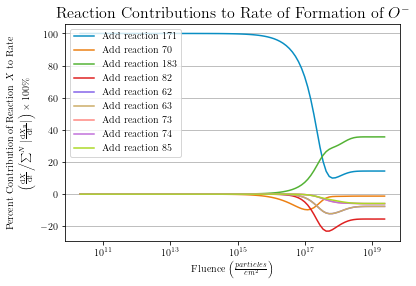 Reaction Contributions to Rate of Formation of O⁻
Percent Contribution of Reaction X to Rate
(dX/dt / ∑^N |dX_n/dt|) × 100%
100
80
60
40
20
0
−20
Add reaction 171
Add reaction 70
Add reaction 183
Add reaction 82
Add reaction 62
Add reaction 63
Add reaction 73
Add reaction 74
Add reaction 85
10¹¹ 10¹³ 10¹⁵ 10¹⁷ 10¹⁹
Fluence (particles/cm²)